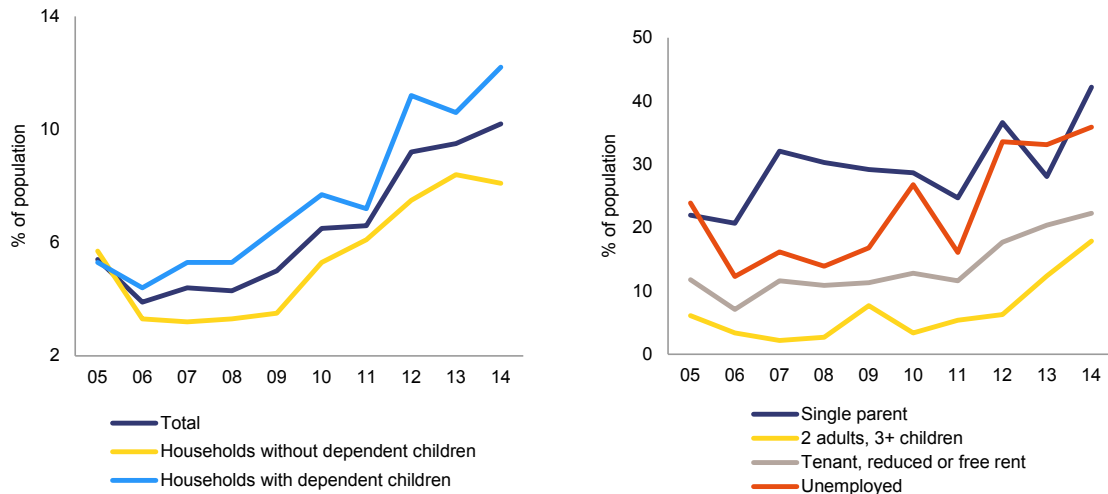 14
10
6
2
% of population
05 06 07 08 09 10 11 12 13 14
Total
Households without dependent children
Households with dependent children
50
40
30
20
10
0
% of population
05 06 07 08 09 10 11 12 13 14
Single parent
2 adults, 3+ children
Tenant, reduced or free rent
Unemployed